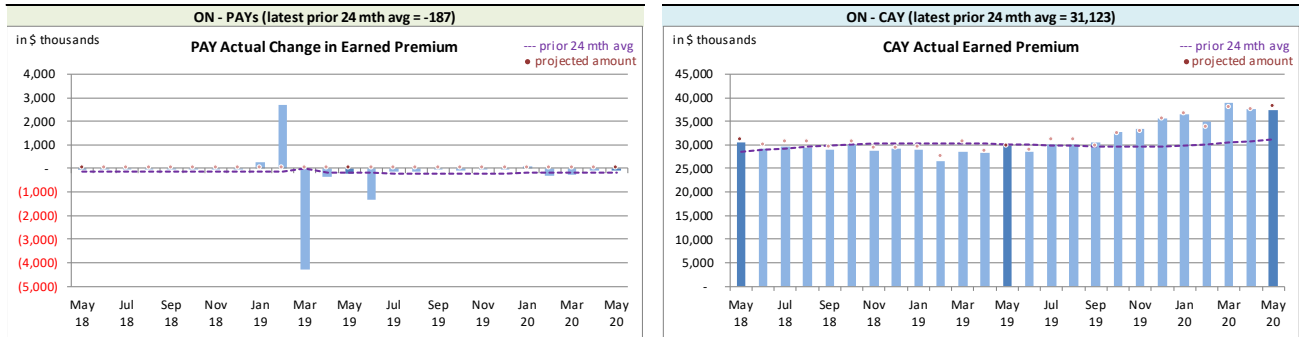 ON - PAYs (latest prior 24 mth avg = -187)
in $ thousands
PAY Actual Change in Earned Premium
--- prior 24 mth avg
• projected amount
4,000
3,000
2,000
1,000
-
(1,000)
(2,000)
(3,000)
(4,000)
(5,000)
May Jul Sep Nov Jan Mar May Jul Sep Nov Jan Mar May
18 18 18 18 19 19 19 19 19 19 20 20 20
ON - CAY (latest prior 24 mth avg = 31,123)
in $ thousands
CAY Actual Earned Premium
--- prior 24 mth avg
• projected amount
45,000
40,000
35,000
30,000
25,000
20,000
15,000
10,000
5,000
-
May Jul Sep Nov Jan Mar May Jul Sep Nov Jan Mar May
18 18 18 18 19 19 19 19 19 19 20 20 20